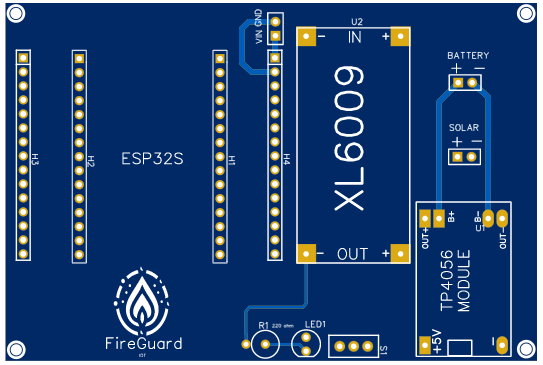 VIN GND
U2
- IN +
XL6009
- OUT +
BATTERY
+ -
SOLAR
+ -
H3
H2
ESP32S
H1
H4
OUT+
B+
B-
U1
OUT-
TP4056
MODULE
+5V
-
FireGuard
IOT
R1 220 ohm
LED1
S1